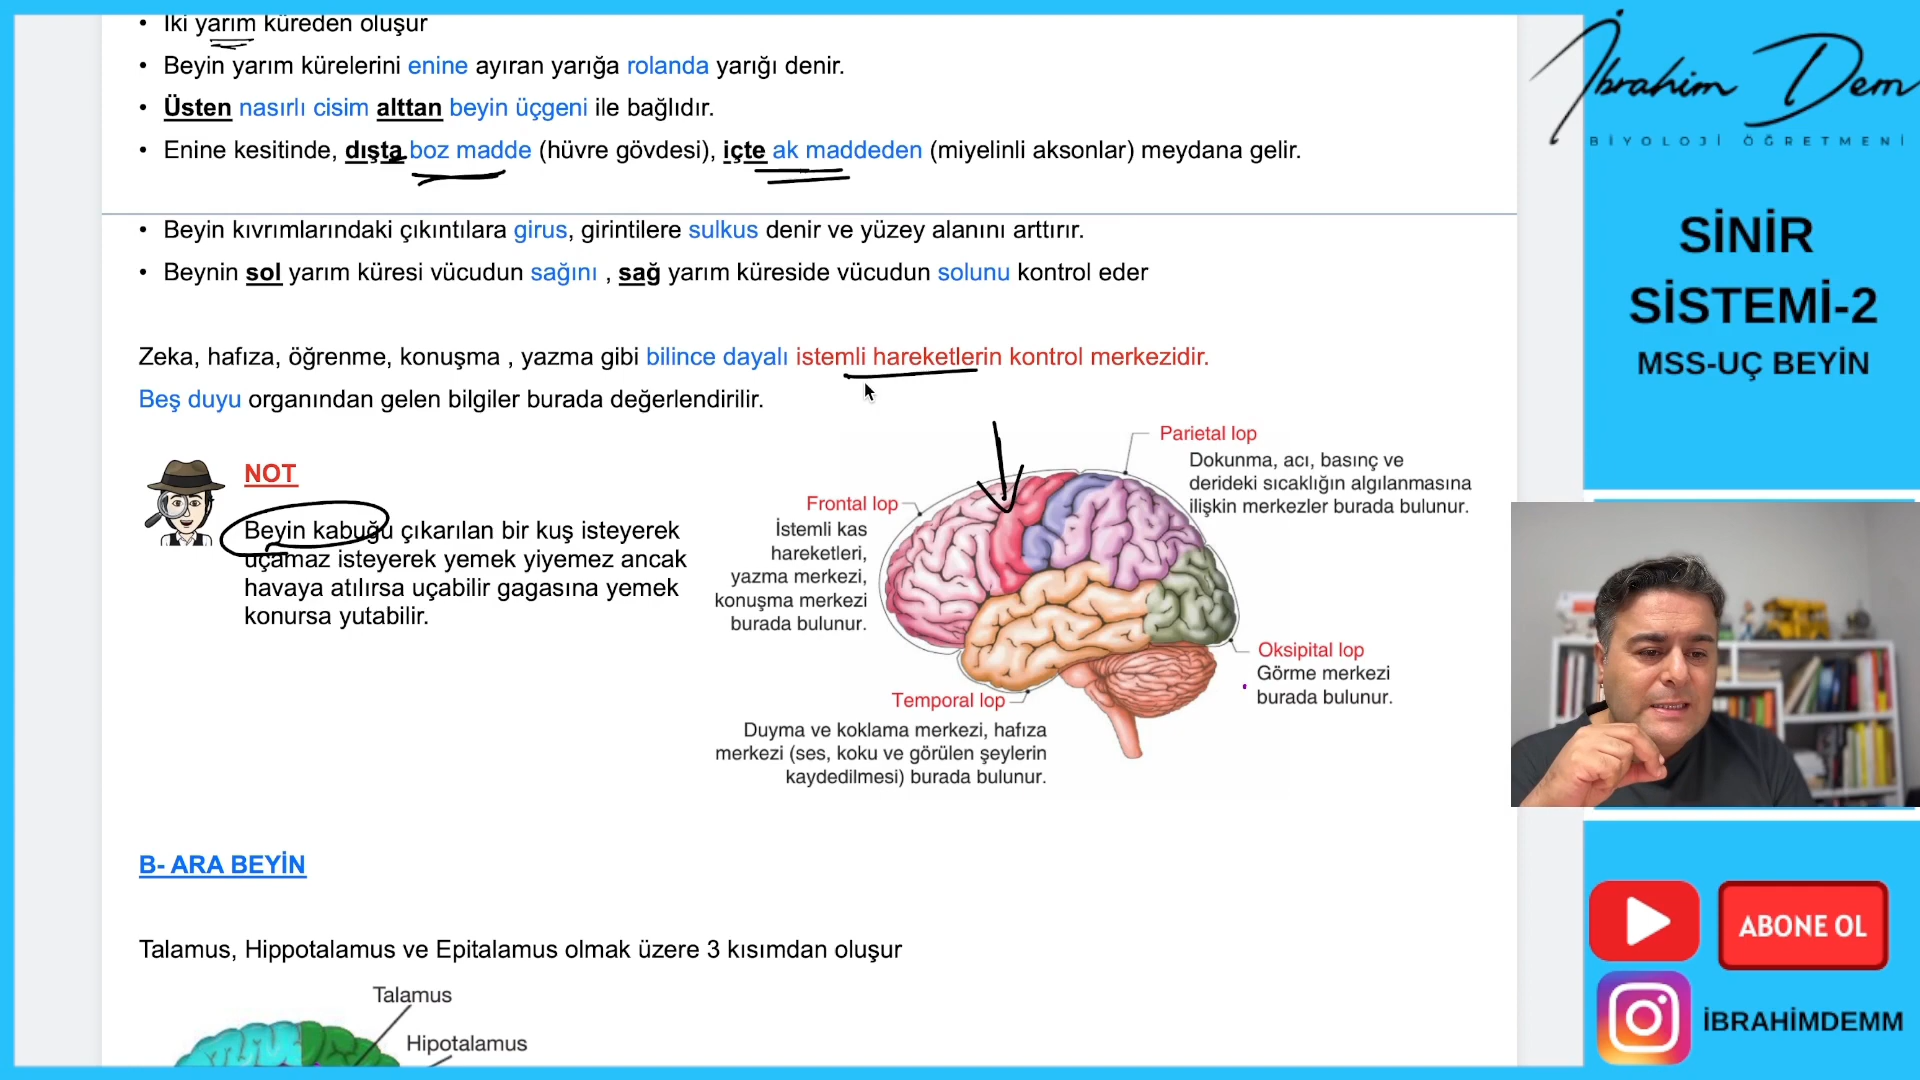 • İki yarım küreden oluşur
• Beyin yarım kürelerini enine ayıran yarığa rolanda yarığı denir.
• Üsten nasırlı cisim alttan beyin üçgeni ile bağlıdır.
• Enine kesitinde, dışta boz madde (hüvre gövdesi), içte ak maddeden (miyelinli aksonlar) meydana gelir.
• Beyin kıvrımlarındaki çıkıntılara girus, girintilere sulkus denir ve yüzey alanını arttırır.
• Beynin sol yarım küresi vücudun sağını , sağ yarım küreside vücudun solunu kontrol eder
Zeka, hafıza, öğrenme, konuşma , yazma gibi bilince dayalı istemli hareketlerin kontrol merkezidir.
Beş duyu organından gelen bilgiler burada değerlendirilir.
NOT
Beyin kabuğu çıkarılan bir kuş isteyerek
uçamaz isteyerek yemek yiyemez ancak
havaya atılırsa uçabilir gagasına yemek
konursa yutabilir.
Frontal lop
İstemli kas
hareketleri,
yazma merkezi,
konuşma merkezi
burada bulunur.
Parietal lop
Dokunma, acı, basınç ve
derideki sıcaklığın algılanmasına
ilişkin merkezler burada bulunur.
Oksipital lop
Görme merkezi
burada bulunur.
Temporal lop
Duyma ve koklama merkezi, hafıza
merkezi (ses, koku ve görülen şeylerin
kaydedilmesi) burada bulunur.
B- ARA BEYİN
Talamus, Hippotalamus ve Epitalamus olmak üzere 3 kısımdan oluşur
Talamus
Hipotalamus
İbrahim Dem
BİYOLOJİ ÖĞRETMENİ
SİNİR
SİSTEMİ-2
MSS-UÇ BEYİN
ABONE OL
İBRAHİMDEMM